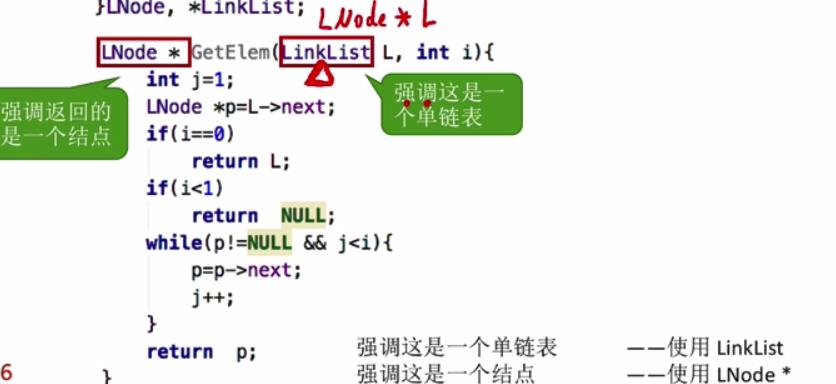 }LNode, *LinkList;
LNode * L
LNode * GetElem(LinkList L, int i){
int j=1;
强调返回的
是一个结点
强调这是一
个单链表
LNode *p=L->next;
if(i==0)
return L;
if(i<1)
return NULL;
while(p!=NULL && j<i){
p=p->next;
j++;
}
return p;
}
强调这是一个单链表 ——使用 LinkList
强调这是一个结点 ——使用 LNode *
6